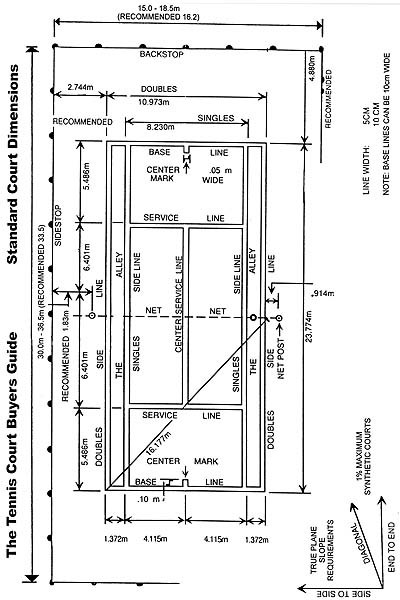 The Tennis Court Buyers Guide
Standard Court Dimensions
15.0 - 18.5m
(RECOMMENDED 16.2)
BACKSTOP
4.880m
RECOMMENDED
2.744m
DOUBLES
10.973m
RECOMMENDED
SINGLES
8.230m
BASE LINE
CENTER
MARK
.05 m
WIDE
LINE WIDTH: 5CM
10 CM
NOTE: BASE LINES CAN BE 10cm WIDE
30.0m - 36.5m (RECOMMENDED 33.5)
SIDESTOP
5.486m
SERVICE LINE
6.401m
RECOMMENDED 1.83m
6.401m
5.486m
DOUBLES SIDE LINE
THE ALLEY
SINGLES SIDE LINE
CENTER SERVICE LINE
NET
NET
SINGLES SIDE LINE
THE ALLEY
DOUBLES SIDE LINE
NET POST
.914m
23.774m
SERVICE LINE
16.177m
CENTER MARK
BASE LINE
.10 m
1.372m
4.115m
4.115m
1.372m
TRUE PLANE
SLOPE
REQUIREMENTS
1% MAXIMUM
SYNTHETIC COURTS
DIAGONAL
END TO END
SIDE TO SIDE